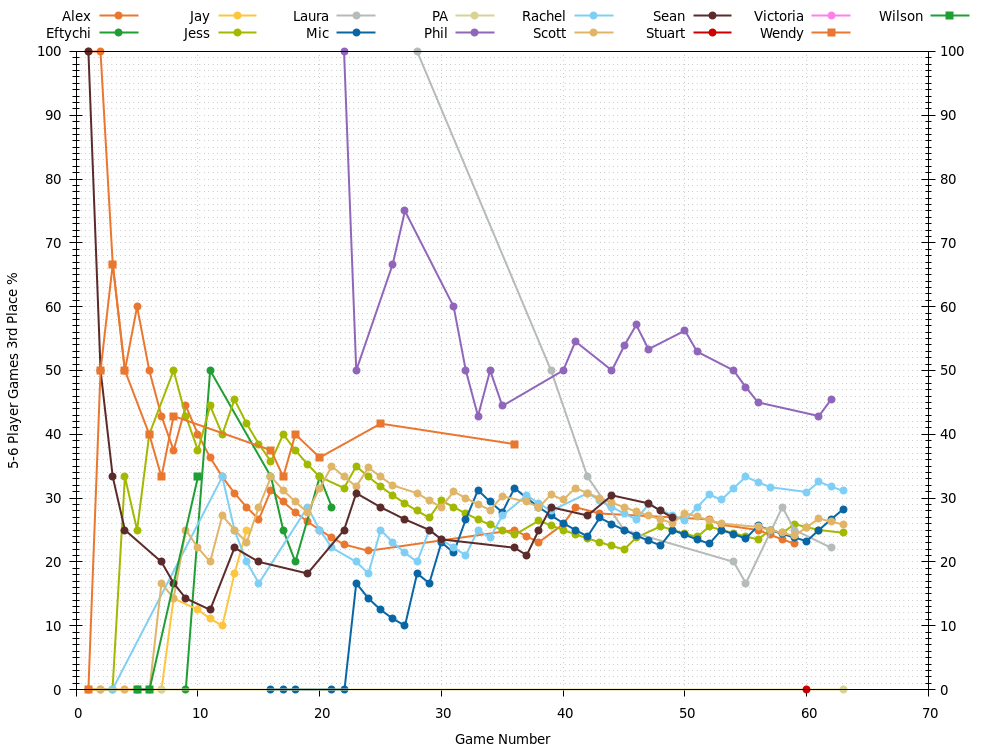 Alex Jay Laura PA Rachel Sean Victoria Wilson
Eftychi Jess Mic Phil Scott Stuart Wendy
100 100
90 90
80 80
70 70
60 60
50 50
40 40
30 30
20 20
10 10
0 0
0 10 20 30 40 50 60 70
5-6 Player Games 3rd Place %
Game Number